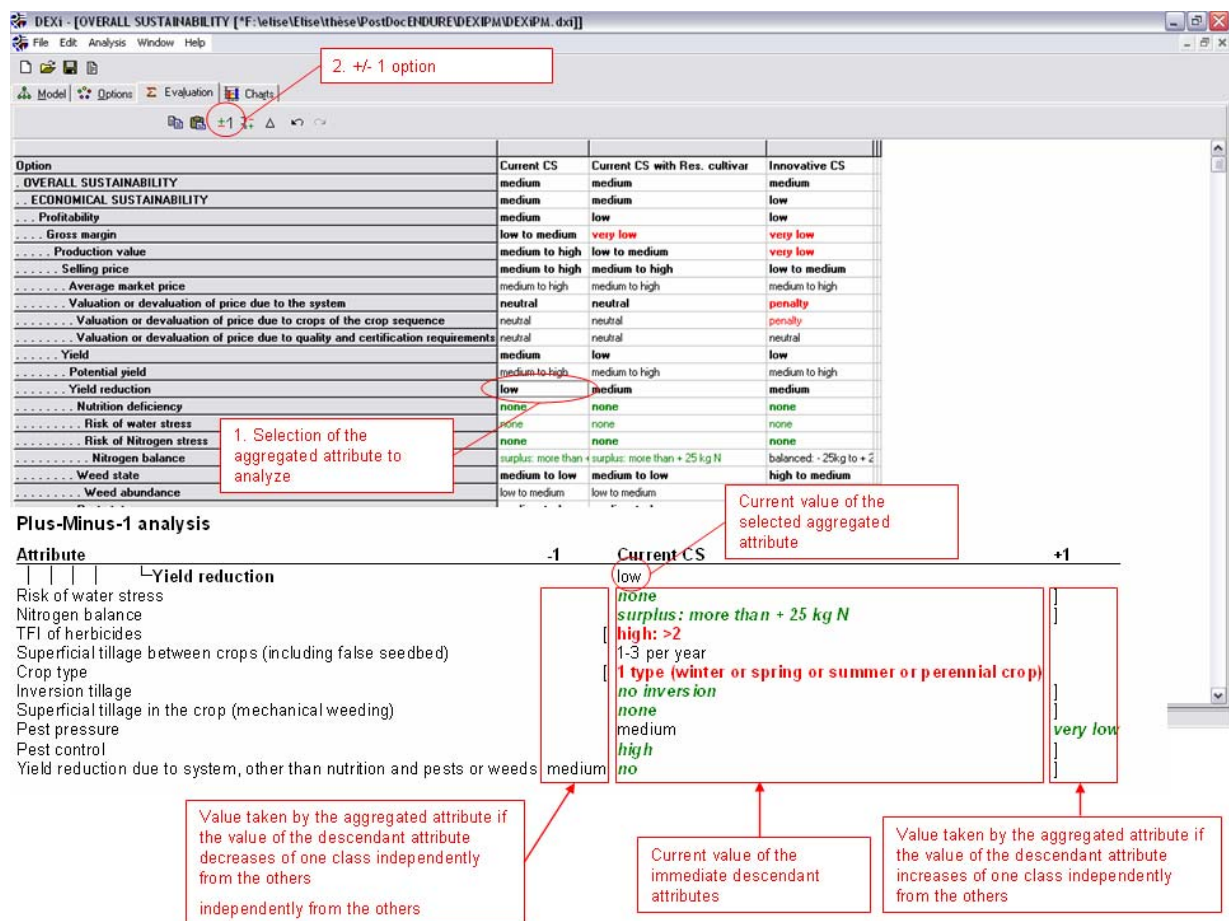 DEXi - [OVERALL SUSTAINABILITY [*F:\elise\Elise\thèse\PostDocENDURE\DEXIPM\DEXiPM.dxi]]
File Edit Analysis Window Help
2. +/- 1 option
Model Options Evaluation Charts
±1
Option Current CS Current CS with Res. cultivar Innovative CS
. OVERALL SUSTAINABILITY medium medium medium
. . ECONOMICAL SUSTAINABILITY medium medium low
. . . Profitability medium low low
. . . . Gross margin low to medium very low very low
. . . . . Production value medium to high low to medium very low
. . . . . . Selling price medium to high medium to high low to medium
. . . . . . . Average market price medium to high medium to high medium to high
. . . . . . . Valuation or devaluation of price due to the system neutral neutral penalty
. . . . . . . . Valuation or devaluation of price due to crops of the crop sequence neutral neutral penalty
. . . . . . . . Valuation or devaluation of price due to quality and certification requirements neutral neutral neutral
. . . . . . Yield medium low low
. . . . . . . Potential yield medium to high medium to high medium to high
. . . . . . . Yield reduction low medium medium
. . . . . . . . Nutrition deficiency none none none
. . . . . . . . . Risk of water stress none none none
. . . . . . . . . Risk of Nitrogen stress none none none
. . . . . . . . . . Nitrogen balance surplus: more than + surplus: more than + 25 kg N balanced: - 25kg to + 2
. . . . . . . . Weed state medium to low medium to low high to medium
. . . . . . . . . Weed abundance low to medium low to medium
1. Selection of the
aggregated attribute to
analyze
Current value of the
selected aggregated
attribute
Plus-Minus-1 analysis
Attribute -1 Current CS +1
Yield reduction low
Risk of water stress none ]
Nitrogen balance surplus: more than + 25 kg N ]
TFI of herbicides [ high: >2
Superficial tillage between crops (including false seedbed) 1-3 per year
Crop type [ 1 type (winter or spring or summer or perennial crop)
Inversion tillage no inversion ]
Superficial tillage in the crop (mechanical weeding) none ]
Pest pressure medium very low
Pest control high ]
Yield reduction due to system, other than nutrition and pests or weeds medium no ]
Value taken by the aggregated attribute if
the value of the descendant attribute
decreases of one class independently
from the others
independently from the others
Current value of the
immediate descendant
attributes
Value taken by the aggregated attribute if
the value of the descendant attribute
increases of one class independently
from the others